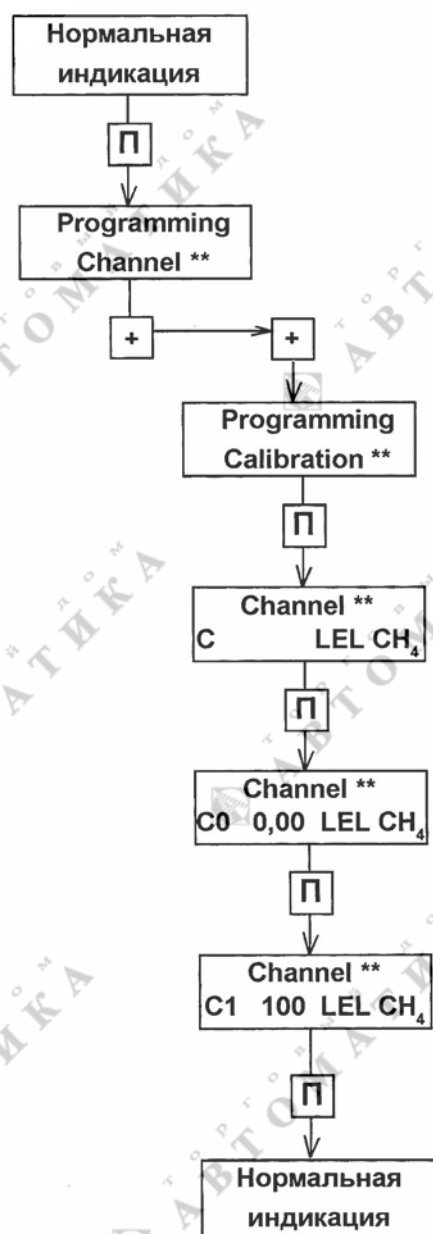 Нормальная
индикация
П
Programming
Channel **
+ +
Programming
Calibration **
П
Channel **
C LEL CH₄
П
Channel **
C0 0,00 LEL CH₄
П
Channel **
C1 100 LEL CH₄
П
Нормальная
индикация